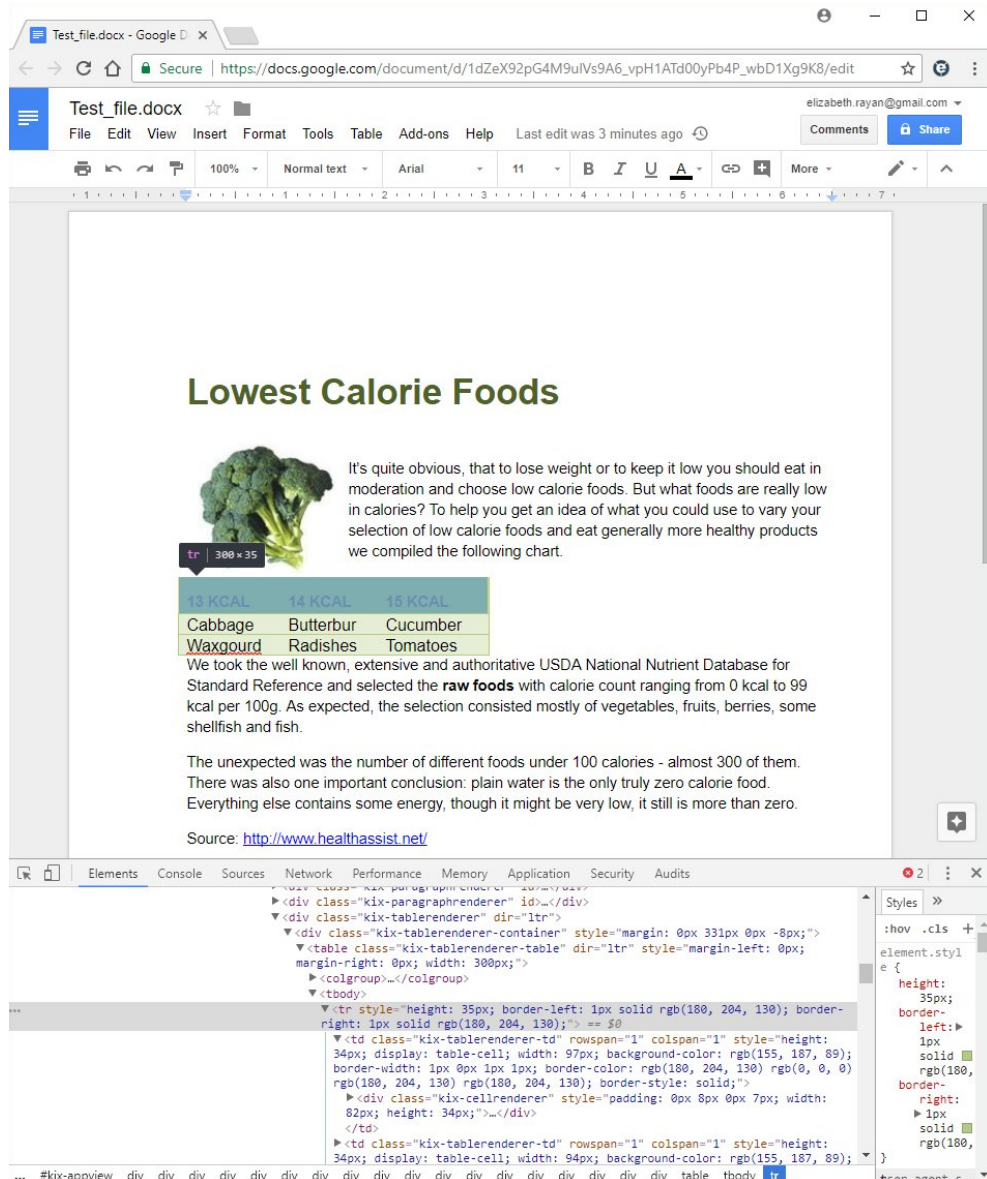 Test_file.docx - Google D
Secure | https://docs.google.com/document/d/1dZeX92pG4M9uIVs9A6_vpH1ATd00yPb4P_wbD1Xg9K8/edit
Test_file.docx
elizabeth.rayan@gmail.com
File Edit View Insert Format Tools Table Add-ons Help Last edit was 3 minutes ago
Comments Share
100% Normal text Arial 11 B I U A More
1 1 2 3 4 5 6 7
Lowest Calorie Foods
It's quite obvious, that to lose weight or to keep it low you should eat in
moderation and choose low calorie foods. But what foods are really low
in calories? To help you get an idea of what you could use to vary your
selection of low calorie foods and eat generally more healthy products
we compiled the following chart.
tr | 300×35
13 KCAL 14 KCAL 15 KCAL
Cabbage Butterbur Cucumber
Waxgourd Radishes Tomatoes
We took the well known, extensive and authoritative USDA National Nutrient Database for
Standard Reference and selected the raw foods with calorie count ranging from 0 kcal to 99
kcal per 100g. As expected, the selection consisted mostly of vegetables, fruits, berries, some
shellfish and fish.
The unexpected was the number of different foods under 100 calories - almost 300 of them.
There was also one important conclusion: plain water is the only truly zero calorie food.
Everything else contains some energy, though it might be very low, it still is more than zero.
Source: http://www.healthassist.net/
Elements Console Sources Network Performance Memory Application Security Audits 2
<div class="kix-paragraphrenderer" id>…</div>
<div class="kix-paragraphrenderer" id>…</div>
<div class="kix-tablerenderer" dir="ltr">
<div class="kix-tablerenderer-container" style="margin: 0px 331px 0px -8px;">
<table class="kix-tablerenderer-table" dir="ltr" style="margin-left: 0px;
margin-right: 0px; width: 300px;">
<colgroup>…</colgroup>
<tbody>
<tr style="height: 35px; border-left: 1px solid rgb(180, 204, 130); border-
right: 1px solid rgb(180, 204, 130);"> == $0
<td class="kix-tablerenderer-td" rowspan="1" colspan="1" style="height:
34px; display: table-cell; width: 97px; background-color: rgb(155, 187, 89);
border-width: 1px 0px 1px 1px; border-color: rgb(180, 204, 130) rgb(0, 0, 0)
rgb(180, 204, 130) rgb(180, 204, 130); border-style: solid;">
<div class="kix-cellrenderer" style="padding: 0px 8px 0px 7px; width:
82px; height: 34px;">…</div>
</td>
<td class="kix-tablerenderer-td" rowspan="1" colspan="1" style="height:
34px; display: table-cell; width: 94px; background-color: rgb(155, 187, 89);
... #kix-appview div div div div div div div div div div div div div div div div div div table tbody tr
Styles »
:hov .cls +
element.styl
e {
height:
35px;
border-
left:
1px
solid
rgb(180,
border-
right:
1px
solid
rgb(180,
}